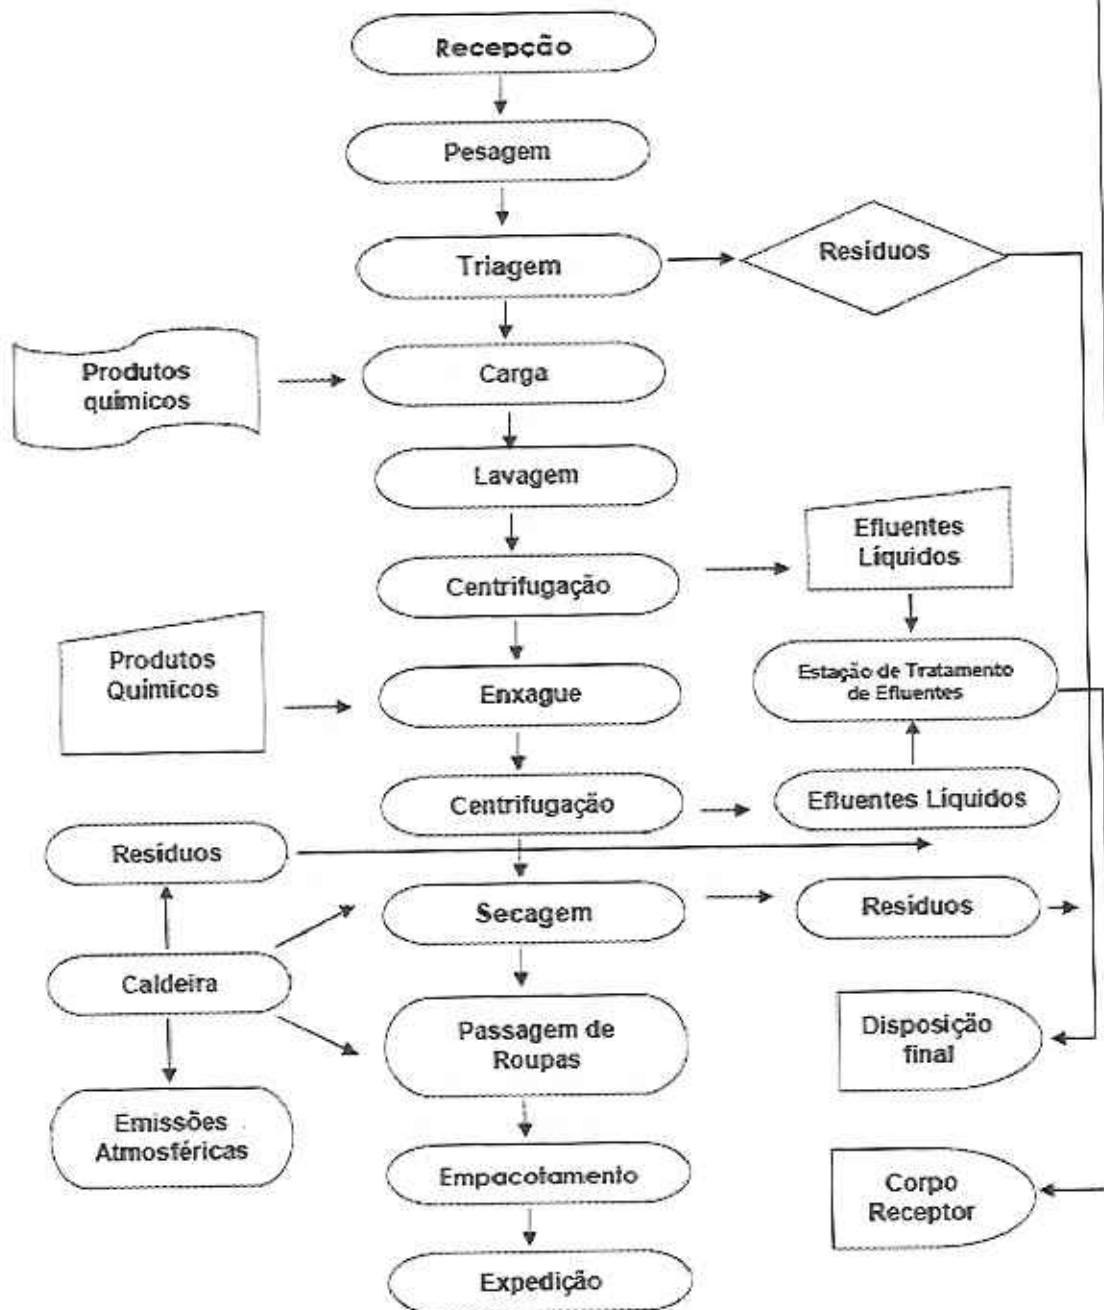 Recepção
Pesagem
Triagem
Resíduos
Produtos
químicos
Carga
Lavagem
Efluentes
Líquidos
Centrifugação
Produtos
Químicos
Enxague
Estação de Tratamento
de Efluentes
Centrifugação
Efluentes Líquidos
Resíduos
Secagem
Resíduos
Caldeira
Passagem de
Roupas
Disposição
final
Emissões
Atmosféricas
Empacotamento
Corpo
Receptor
Expedição